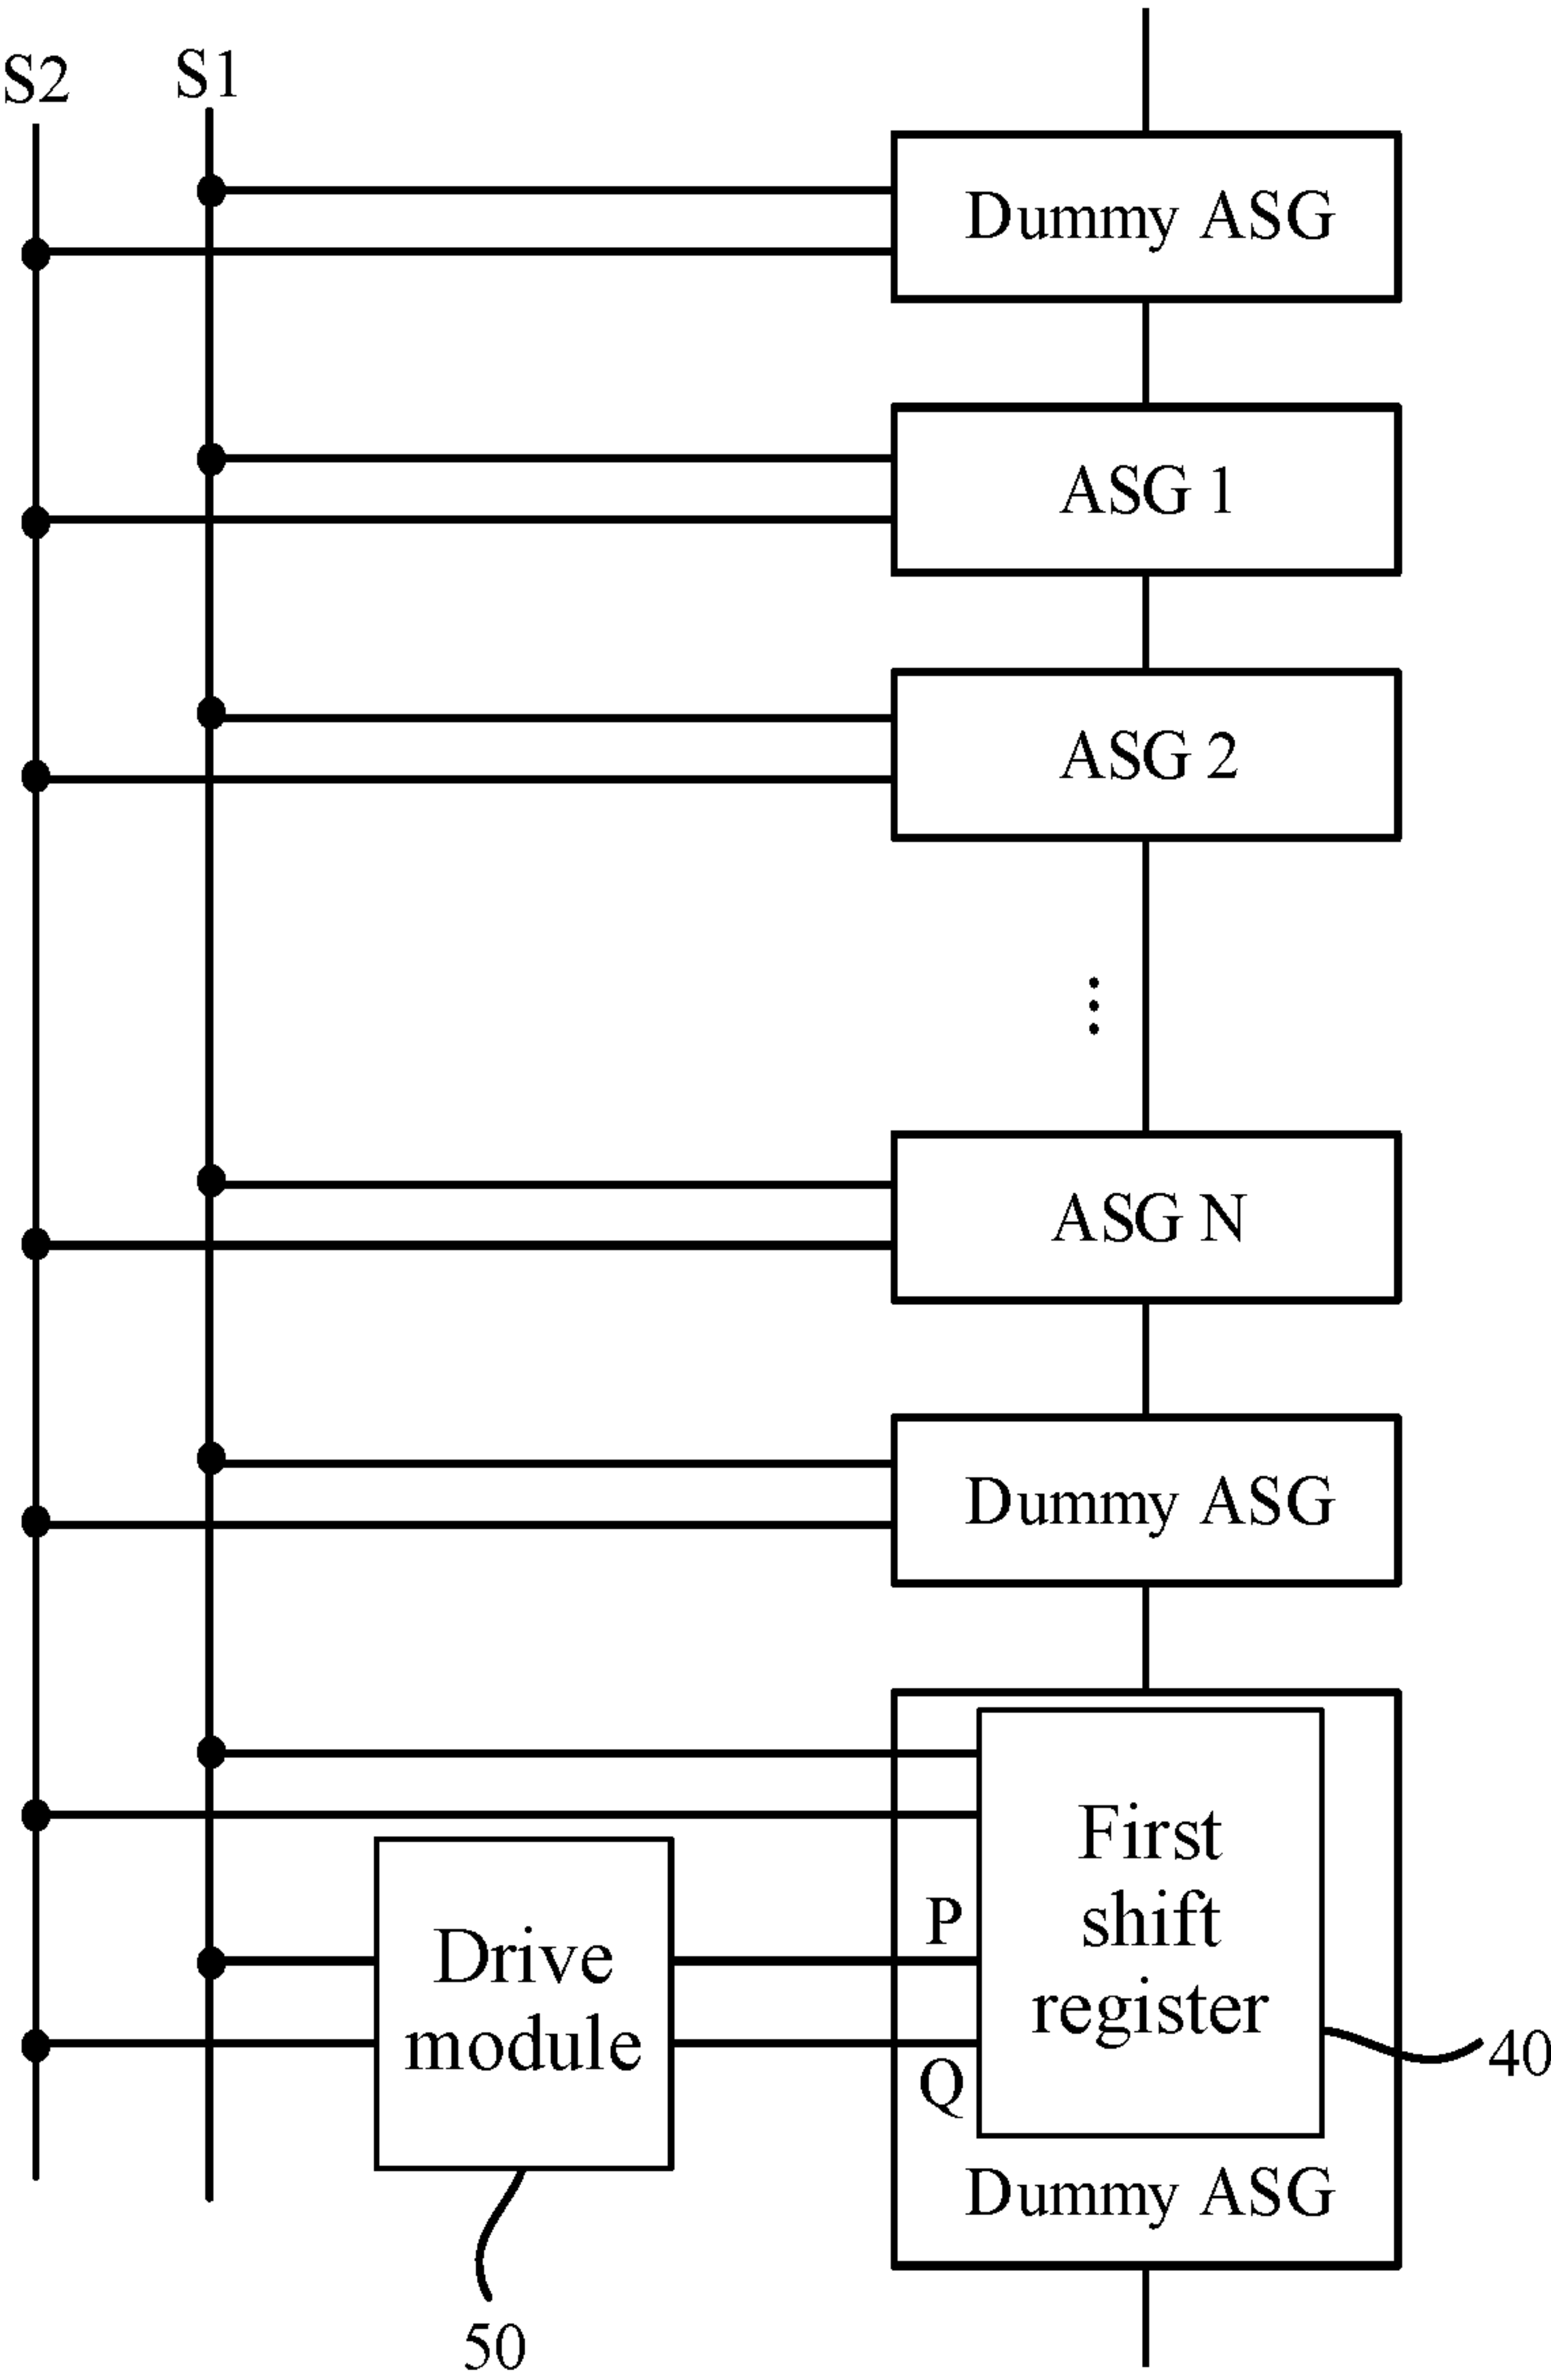 S2
S1
Dummy ASG
ASG 1
ASG 2
ASG N
Dummy ASG
First
shift
register
P
Q
Drive
module
40
Dummy ASG
50